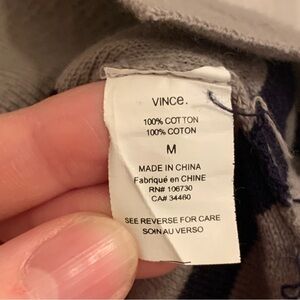 VINCE.
100% COTTON
100% COTON
M
MADE IN CHINA
Fabriqué en CHINE
RN# 106730
CA# 34460
SEE REVERSE FOR CARE
SOIN AU VERSO